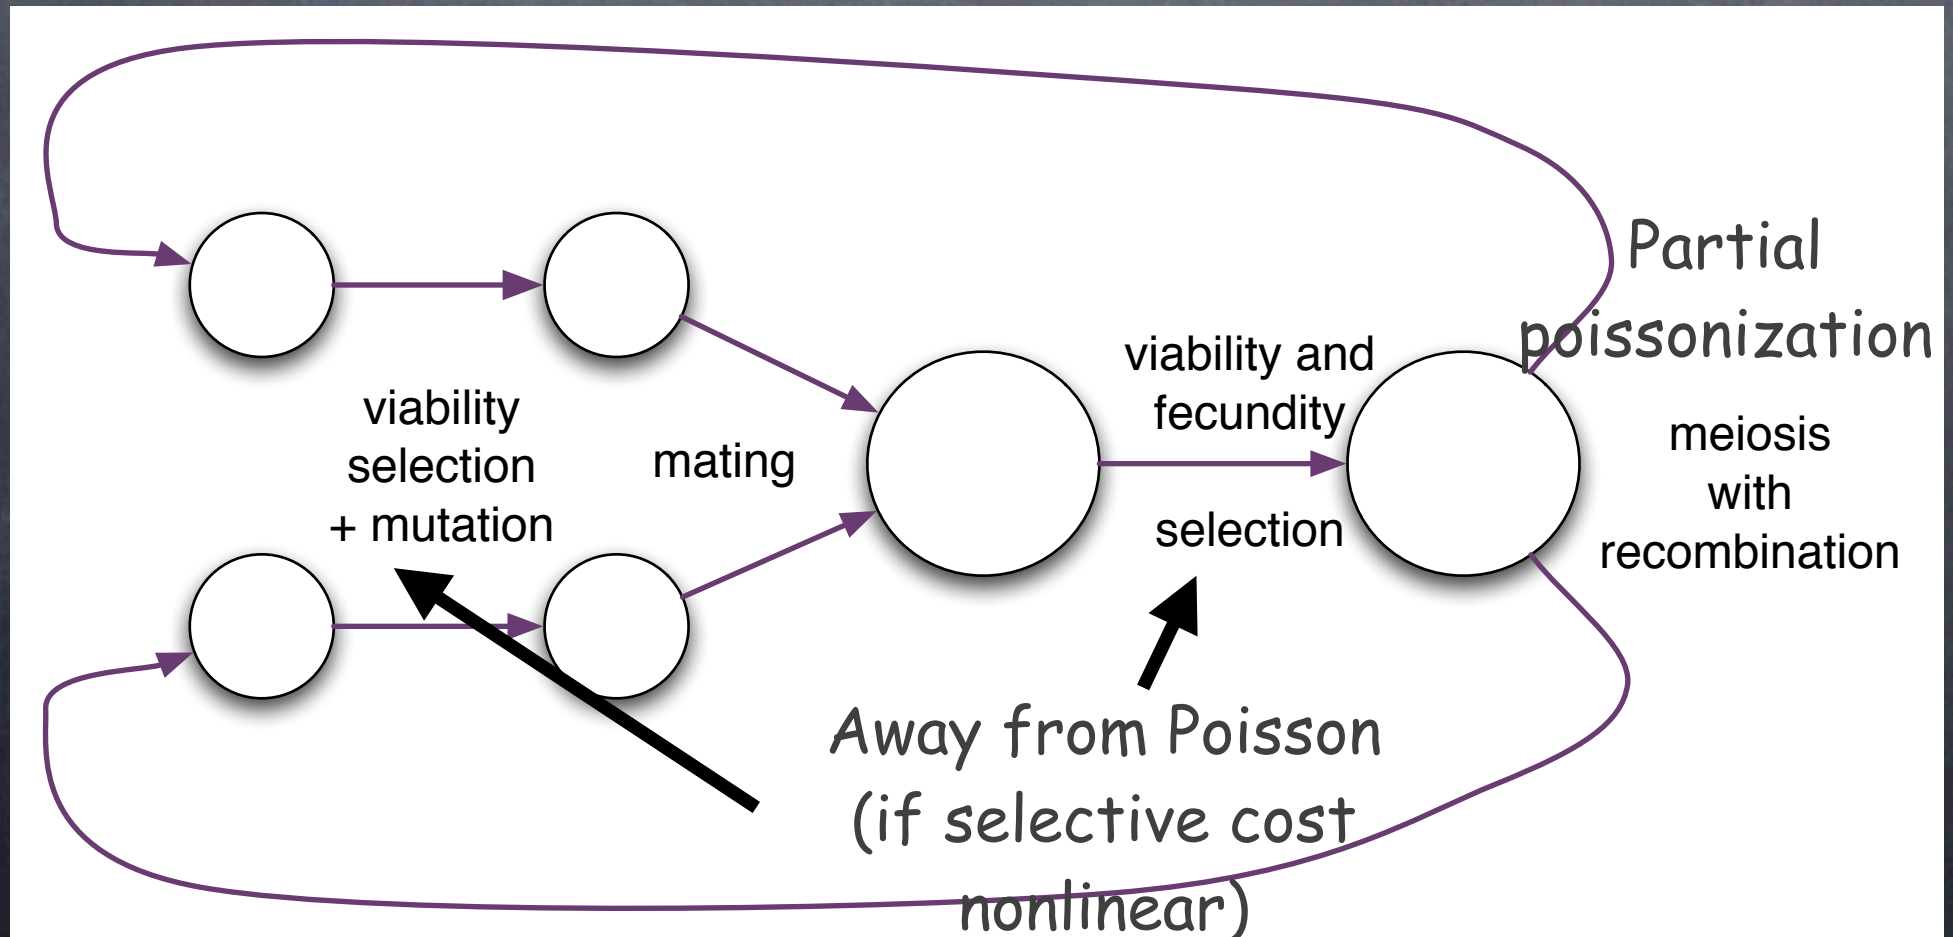 Partial
poissonization
viability and
fecundity
selection
viability
selection
+ mutation
mating
meiosis
with
recombination
Away from Poisson
(if selective cost
nonlinear)